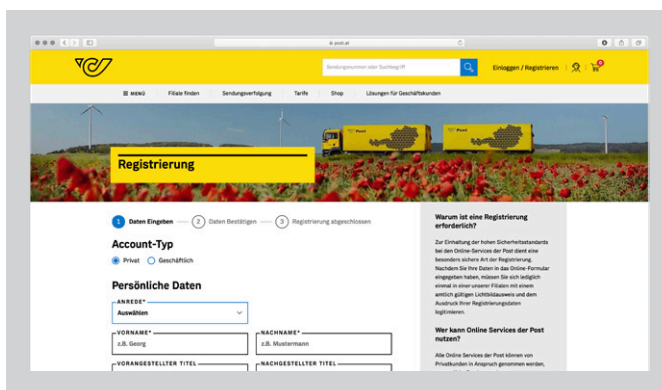 post.at
Sendungsnummer oder Suchbegriff
Einloggen / Registrieren
0
MENÜ
Filiale finden
Sendungsverfolgung
Tarife
Shop
Lösungen für Geschäftskunden
Post
Post
Registrierung
1 Daten Eingeben
2 Daten Bestätigen
3 Registrierung abgeschlossen
Account-Typ
Privat
Geschäftlich
Persönliche Daten
ANREDE*
Auswählen
VORNAME*
z.B. Georg
NACHNAME*
z.B. Mustermann
VORANGESTELLTER TITEL
NACHGESTELLTER TITEL
Warum ist eine Registrierung
erforderlich?
Zur Einhaltung der hohen Sicherheitsstandards
bei den Online-Services der Post dient eine
besonders sichere Art der Registrierung.
Nachdem Sie Ihre Daten in das Online-Formular
eingegeben haben, müssen Sie sich lediglich
einmal in einer unserer Filialen mit einem
amtlich gültigen Lichtbildausweis und dem
Ausdruck Ihrer Registrierungsdaten
legitimieren.
Wer kann Online Services der Post
nutzen?
Alle Online Services der Post können von
Privatkunden in Anspruch genommen werden,